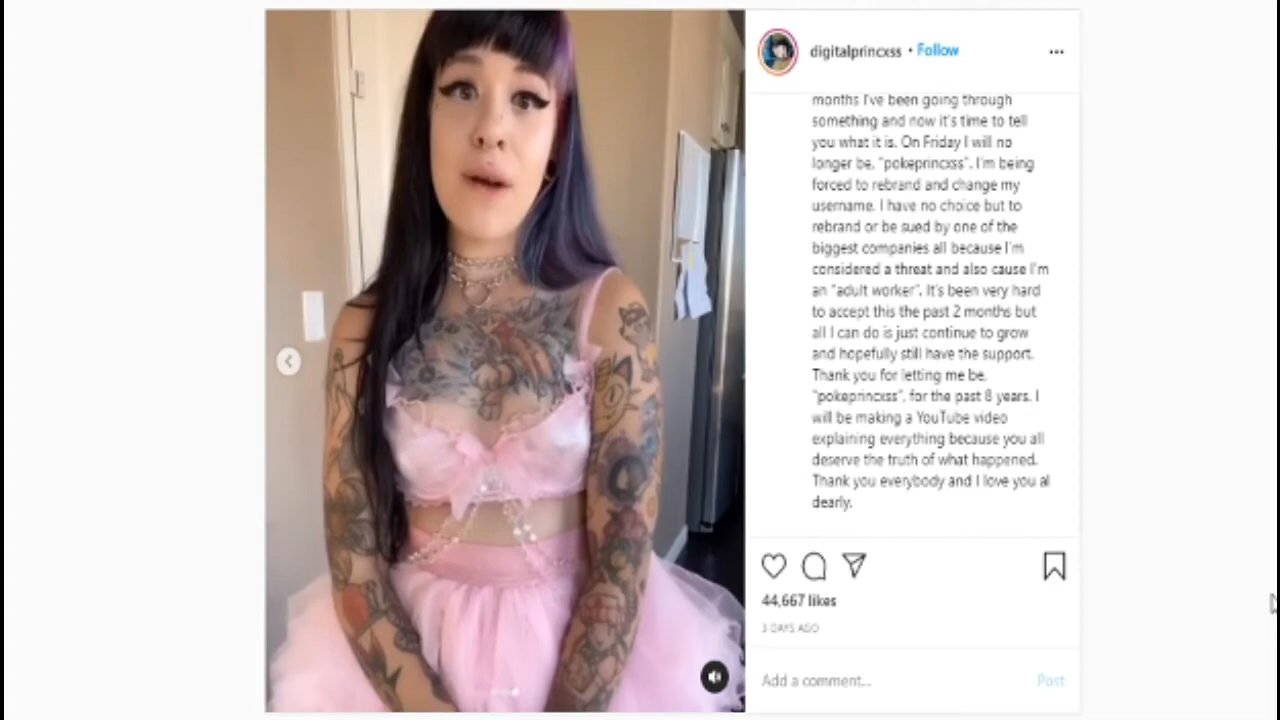 digitalprincxss • Follow
months I've been going through
something and now it's time to tell
you what it is. On Friday I will no
longer be, "pokeprincxss". I'm being
forced to rebrand and change my
username. I have no choice but to
rebrand or be sued by one of the
biggest companies all because I'm
considered a threat and also cause I'm
an "adult worker". It's been very hard
to accept this the past 2 months but
all I can do is just continue to grow
and hopefully still have the support.
Thank you for letting me be,
"pokeprincxss", for the past 8 years. I
will be making a YouTube video
explaining everything because you all
deserve the truth of what happened.
Thank you everybody and I love you al
dearly.
44,667 likes
3 DAYS AGO
Add a comment... Post